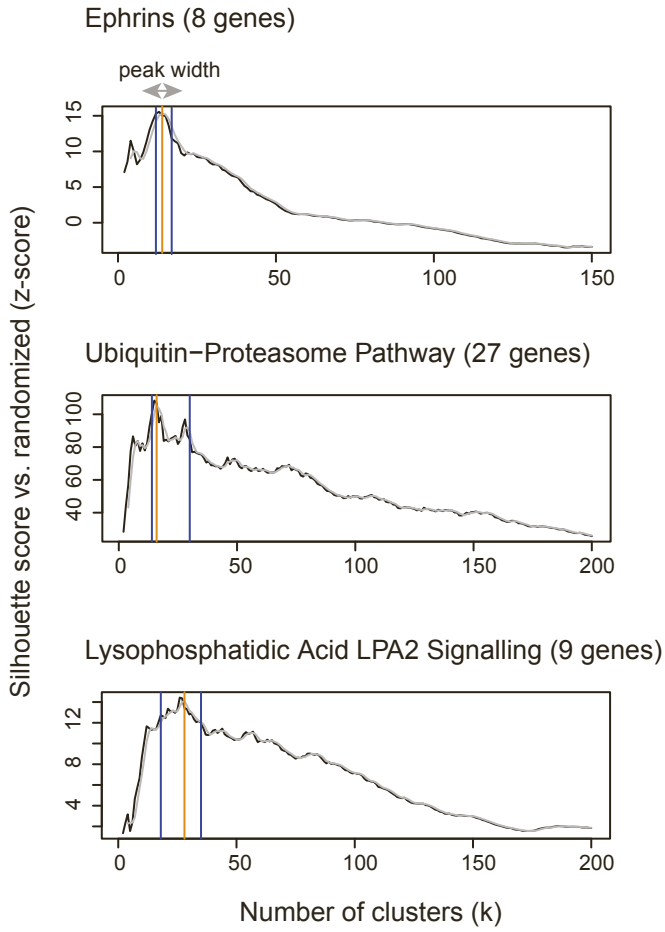 Ephrins (8 genes)
peak width
15
10
5
0
0 50 100 150
Ubiquitin−Proteasome Pathway (27 genes)
100
80
60
40
0 50 100 150 200
Lysophosphatidic Acid LPA2 Signalling (9 genes)
12
8
4
0 50 100 150 200
Number of clusters (k)
Silhouette score vs. randomized (z-score)